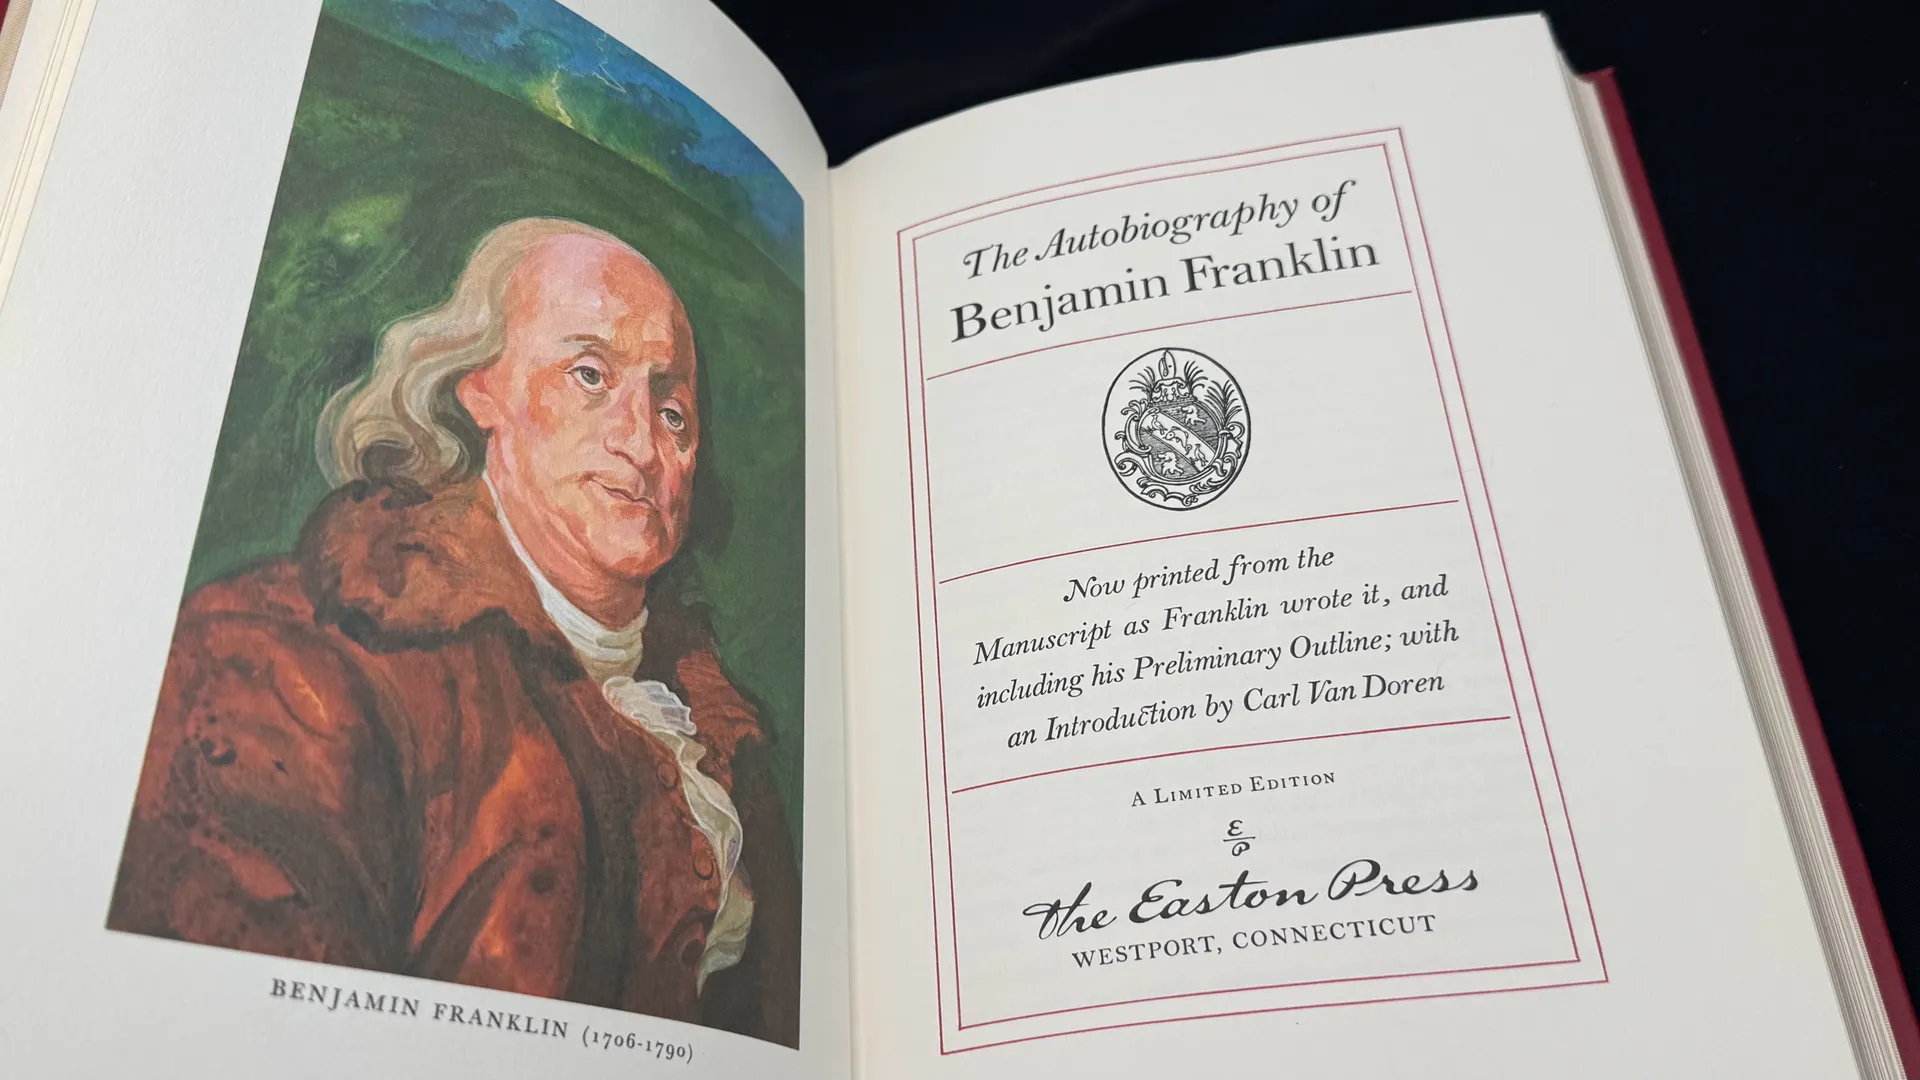 BENJAMIN FRANKLIN (1706-1790)
The Autobiography of
Benjamin Franklin
Now printed from the
Manuscript as Franklin wrote it, and
including his Preliminary Outline; with
an Introduction by Carl Van Doren
A LIMITED EDITION
E
P
The Easton Press
WESTPORT, CONNECTICUT